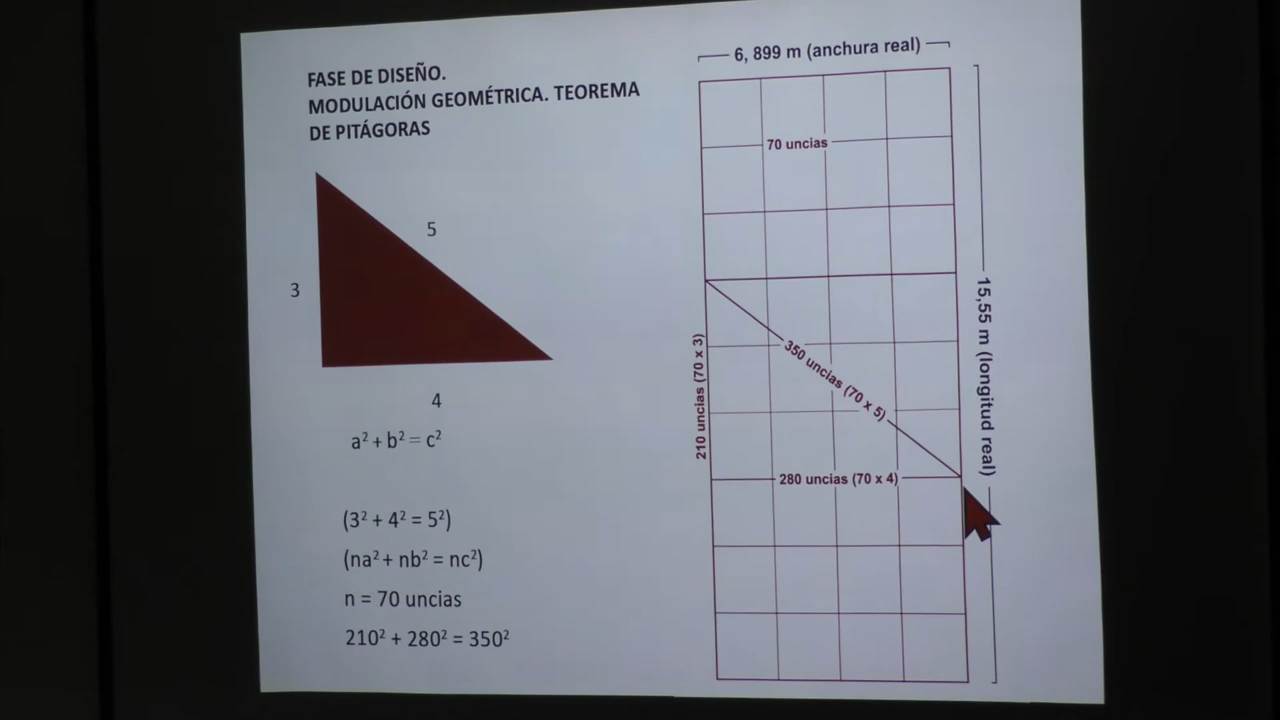 FASE DE DISEÑO.
MODULACIÓN GEOMÉTRICA. TEOREMA
DE PITÁGORAS
5
3
4
a² + b² = c²
(3² + 4² = 5²)
(na² + nb² = nc²)
n = 70 uncias
210² + 280² = 350²
6, 899 m (anchura real)
70 uncias
15,55 m (longitud real)
210 uncias (70 x 3)
350 uncias (70 x 5)
280 uncias (70 x 4)